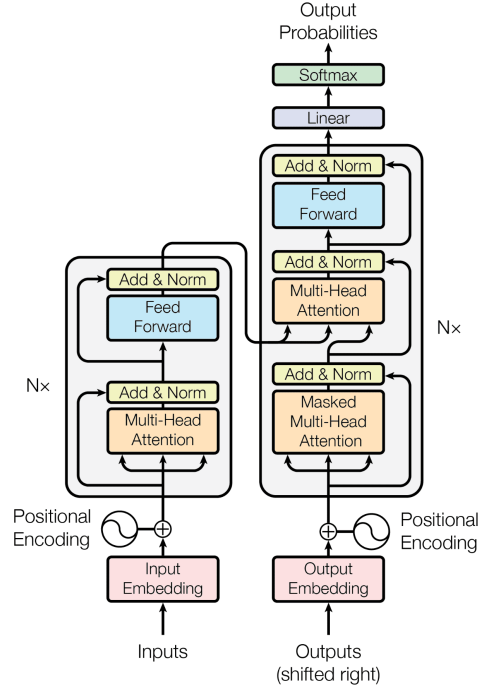 Output
Probabilities
Softmax
Linear
Add & Norm
Feed
Forward
Add & Norm
Multi-Head
Attention
Add & Norm
Masked
Multi-Head
Attention
N×
Add & Norm
Feed
Forward
Add & Norm
Multi-Head
Attention
N×
Positional
Encoding
Positional
Encoding
Input
Embedding
Output
Embedding
Inputs
Outputs
(shifted right)